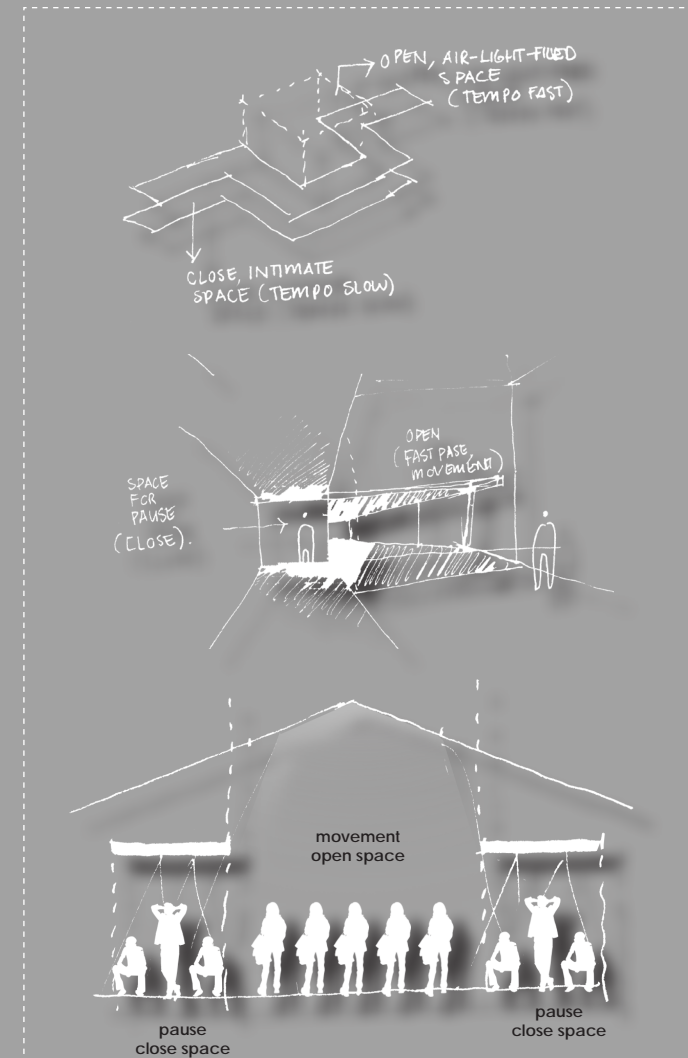 OPEN, AIR-LIGHT-FILLED
SPACE
(TEMPO FAST)
CLOSE, INTIMATE
SPACE (TEMPO SLOW)
OPEN
(FAST PASE,
MOVEMENT)
SPACE
FOR
PAUSE
(CLOSE).
movement
open space
pause
close space
pause
close space